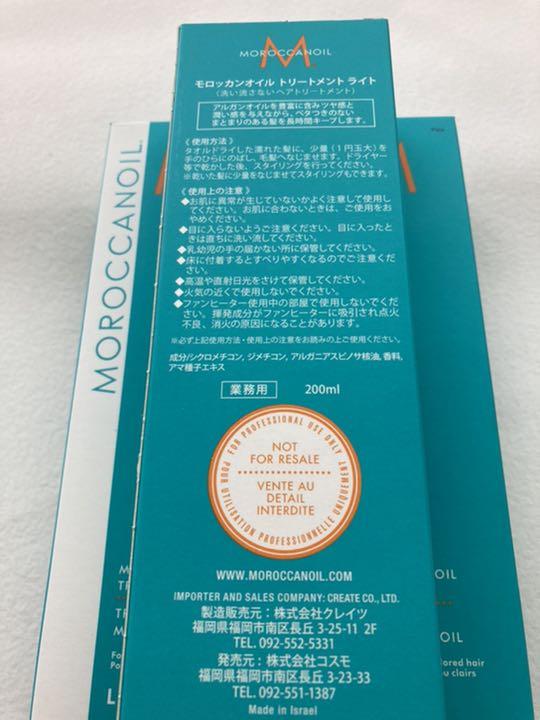 MOROCCANOIL
M
モロッカンオイル トリートメント ライト
(洗い流さないヘアトリートメント)
アルガンオイルを豊富に含みツヤ感と
潤い感を与えながら、ベタつきのない
まとまりのある髪を長時間キープします。
《 使用方法 》
タオルドライした濡れた髪に、少量(1円玉大)を
手のひらにのばし、毛髪へなじませます。ドライヤー
等で乾かした後、スタイリングを行ってください。
※乾いた髪に少量をなじませてスタイリングもできます。
《 使用上の注意 》
◆お肌に異常が生じていないかよく注意して使用し
てください。お肌に合わないときは、ご使用をお
やめください。
◆目に入らないようご注意ください。目に入ったと
きは直ちに洗い流してください。
◆乳幼児の手の届かない所に保管してください。
◆床に付着するとすべりやすくなるのでご注意くだ
さい。
◆高温や直射日光をさけて保管してください。
◆火気の近くで使用しないでください。
◆ファンヒーター使用中の部屋で使用しないでくだ
さい。揮発成分がファンヒーターに吸引され点火
不良、消火の原因になることがあります。
※必ず上記使用方法・使用上の注意をお読みの上ご使用ください。
成分/シクロメチコン, ジメチコン, アルガニアスピノサ核油, 香料,
アマ種子エキス
業務用 200ml
FOR PROFESSIONAL USE ONLY
NOT
FOR RESALE
VENTE AU
DETAIL
INTERDITE
POUR UTILISATION PROFESSIONNELLE UNIQUEMENT
WWW.MOROCCANOIL.COM
IMPORTER AND SALES COMPANY: CREATE CO., LTD.
製造販売元:株式会社クレイツ
福岡県福岡市南区長丘 3-25-11 2F
TEL. 092-552-5331
発売元:株式会社コスモ
福岡県福岡市南区長丘 3-23-33
TEL. 092-551-1387
Made in Israel
MOROCCANOIL
OIL
OIL
ored hair
u clairs